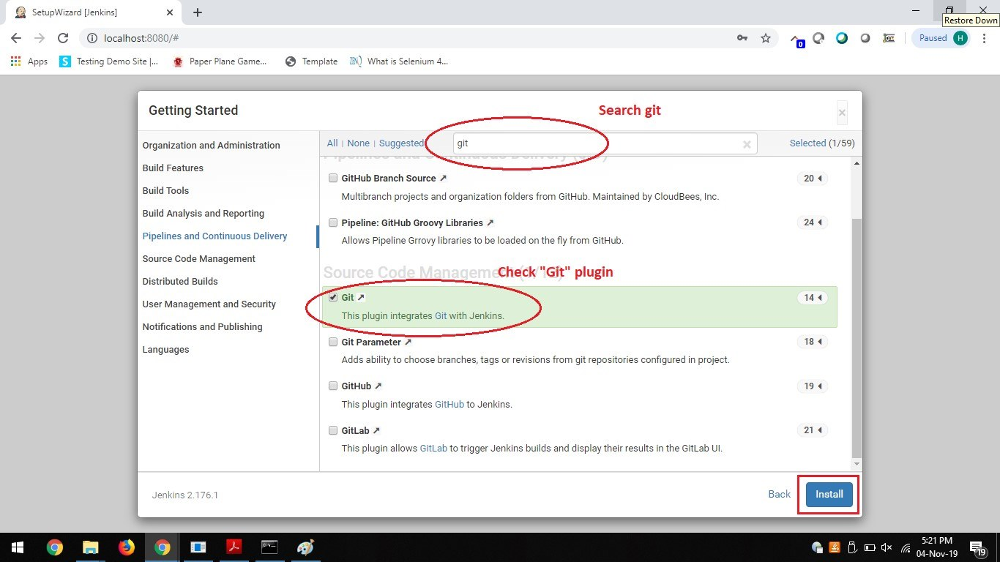 SetupWizard [Jenkins]
Restore Down
localhost:8080/#
0
Paused H
Apps
Testing Demo Site |...
Paper Plane Game...
Template
What is Selenium 4...
Getting Started
Search git
Organization and Administration
Build Features
Build Tools
Build Analysis and Reporting
Pipelines and Continuous Delivery
Source Code Management
Distributed Builds
User Management and Security
Notifications and Publishing
Languages
All | None | Suggested
git
Selected (1/59)
Pipelines and Continuous Delivery
GitHub Branch Source
20
Multibranch projects and organization folders from GitHub. Maintained by CloudBees, Inc.
Pipeline: GitHub Groovy Libraries
24
Allows Pipeline Grrovy libraries to be loaded on the fly from GitHub.
Source Code Management
Check "Git" plugin
Git
14
This plugin integrates Git with Jenkins.
Git Parameter
18
Adds ability to choose branches, tags or revisions from git repositories configured in project.
GitHub
19
This plugin integrates GitHub to Jenkins.
GitLab
21
This plugin allows GitLab to trigger Jenkins builds and display their results in the GitLab UI.
Jenkins 2.176.1
Back
Install
5:21 PM
04-Nov-19
19